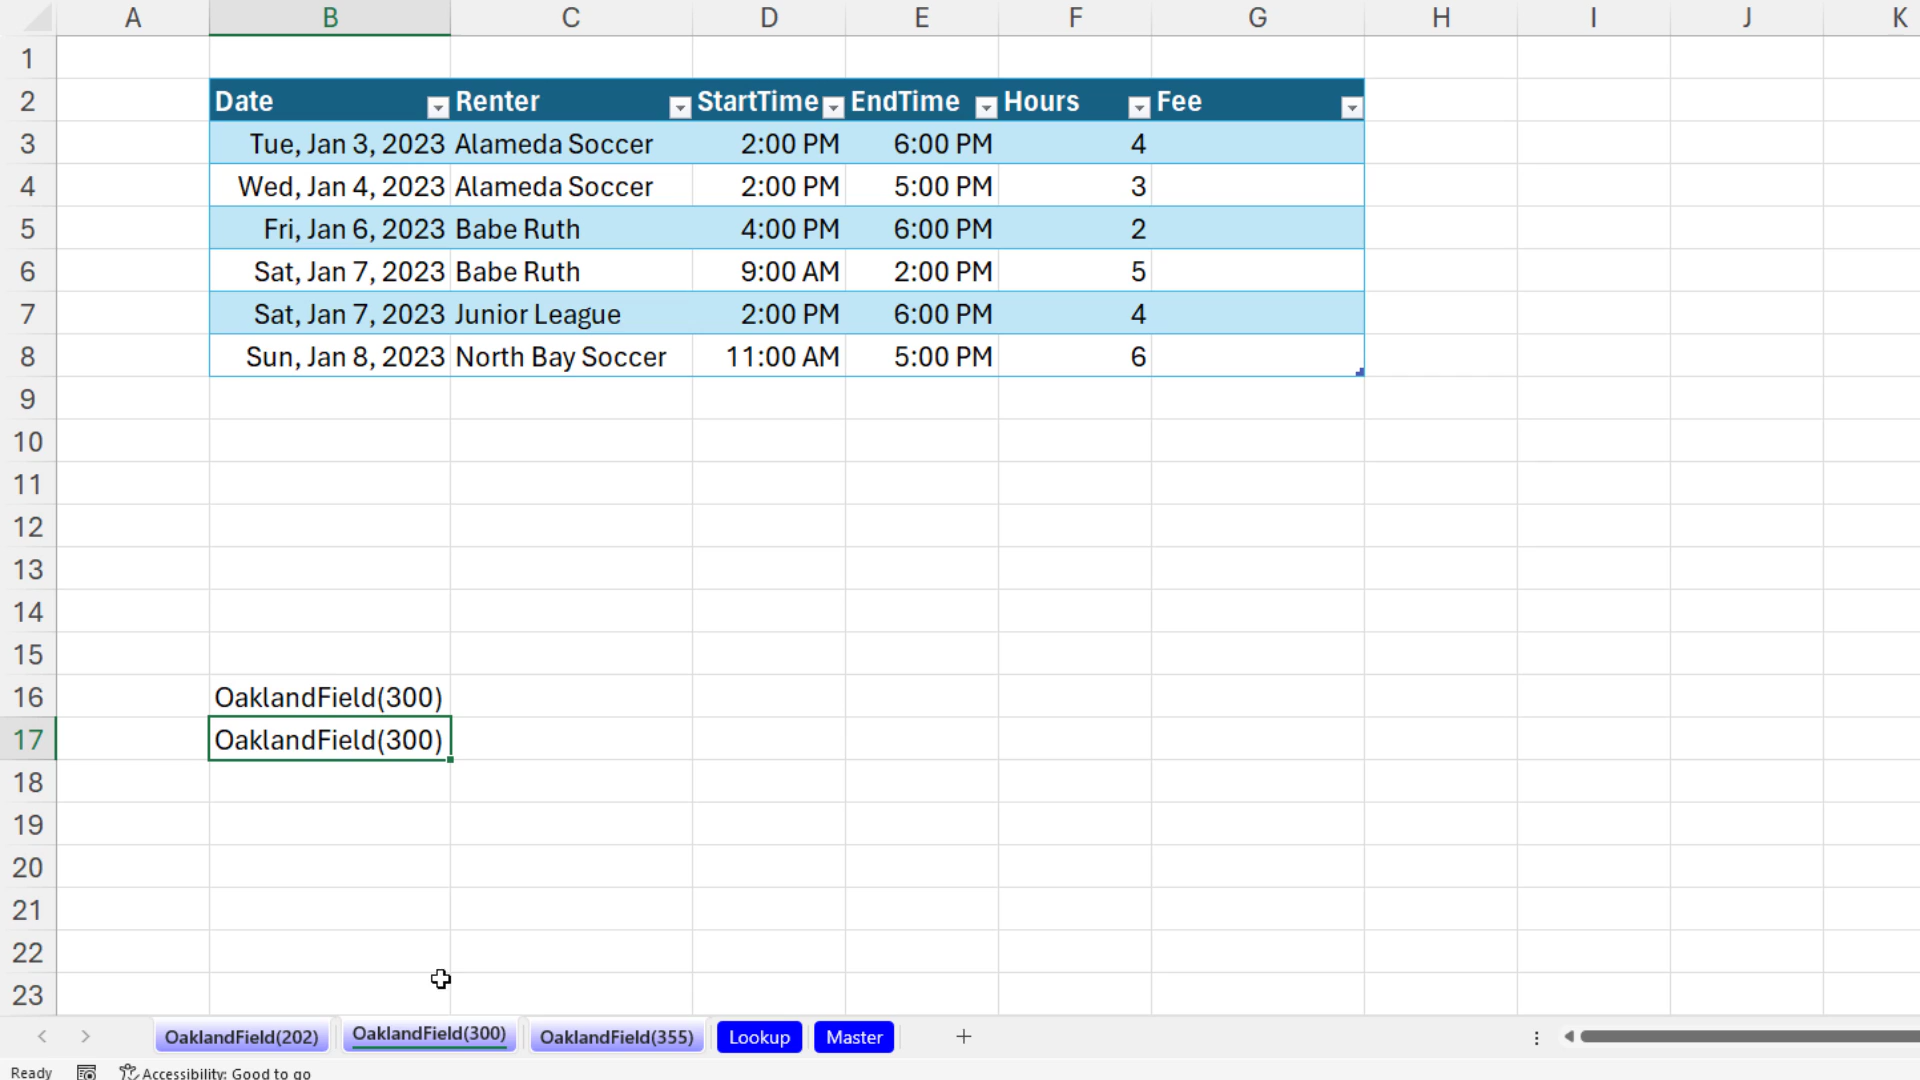 A B C D E F G H I J K
1
2 Date Renter StartTime EndTime Hours Fee
3 Tue, Jan 3, 2023 Alameda Soccer 2:00 PM 6:00 PM 4
4 Wed, Jan 4, 2023 Alameda Soccer 2:00 PM 5:00 PM 3
5 Fri, Jan 6, 2023 Babe Ruth 4:00 PM 6:00 PM 2
6 Sat, Jan 7, 2023 Babe Ruth 9:00 AM 2:00 PM 5
7 Sat, Jan 7, 2023 Junior League 2:00 PM 6:00 PM 4
8 Sun, Jan 8, 2023 North Bay Soccer 11:00 AM 5:00 PM 6
9
10
11
12
13
14
15
16 OaklandField(300)
17 OaklandField(300)
18
19
20
21
22
23
OaklandField(202) OaklandField(300) OaklandField(355) Lookup Master
Ready Accessibility: Good to go